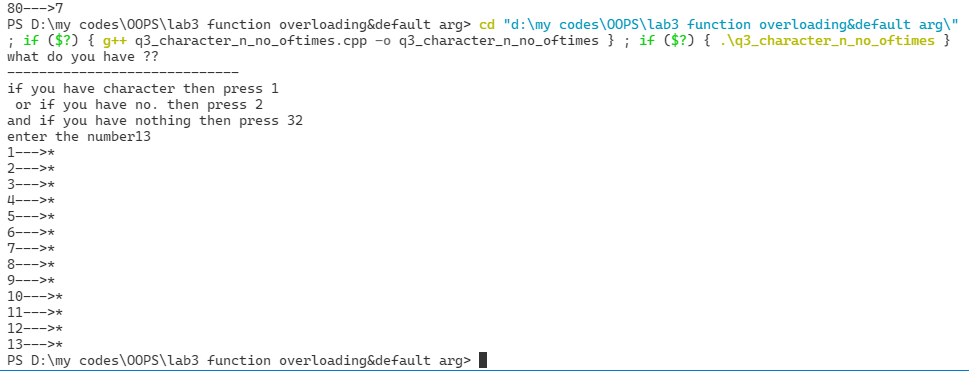 80--->7
PS D:\my codes\OOPS\lab3 function overloading&default arg> cd "d:\my codes\OOPS\lab3 function overloading&default arg\"
; if ($?) { g++ q3_character_n_no_oftimes.cpp -o q3_character_n_no_oftimes } ; if ($?) { .\q3_character_n_no_oftimes }
what do you have ??
-----------------------------
if you have character then press 1
 or if you have no. then press 2
and if you have nothing then press 32
enter the number13
1--->*
2--->*
3--->*
4--->*
5--->*
6--->*
7--->*
8--->*
9--->*
10--->*
11--->*
12--->*
13--->*
PS D:\my codes\OOPS\lab3 function overloading&default arg>